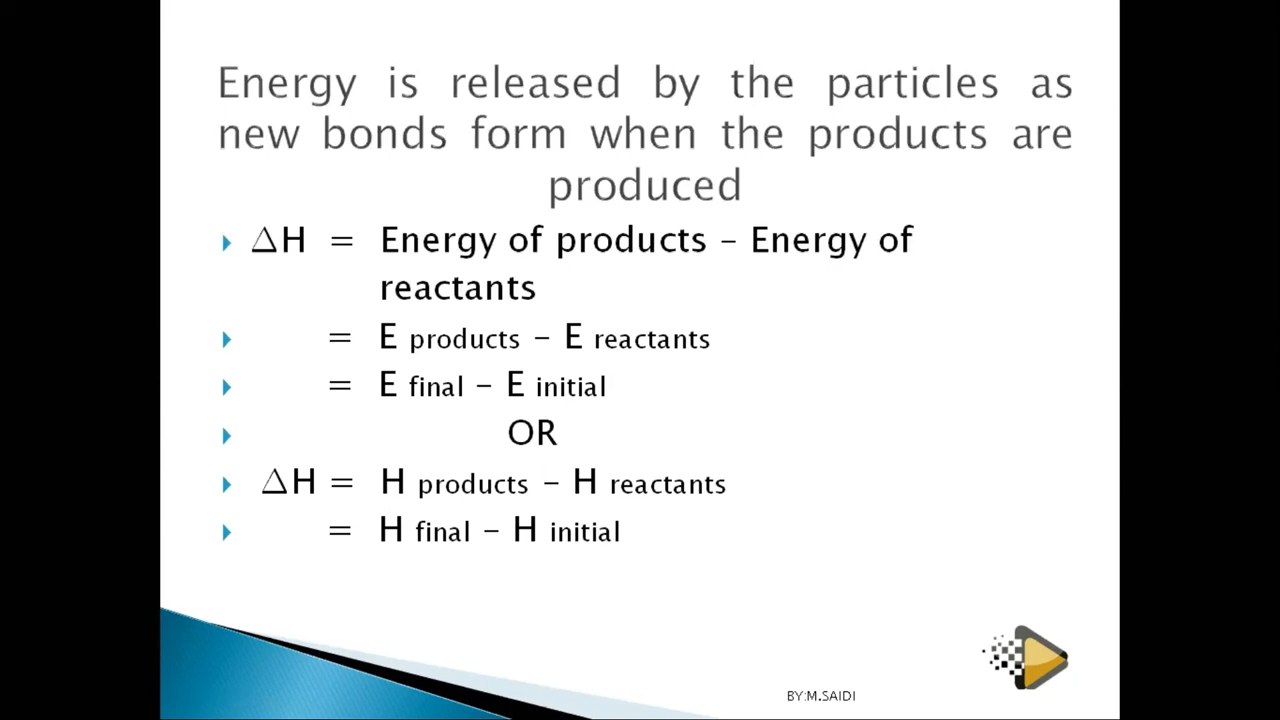 Energy is released by the particles as
new bonds form when the products are
produced
ΔH = Energy of products – Energy of
reactants
= E products – E reactants
= E final – E initial
OR
ΔH = H products – H reactants
= H final – H initial
BY:M.SAIDI